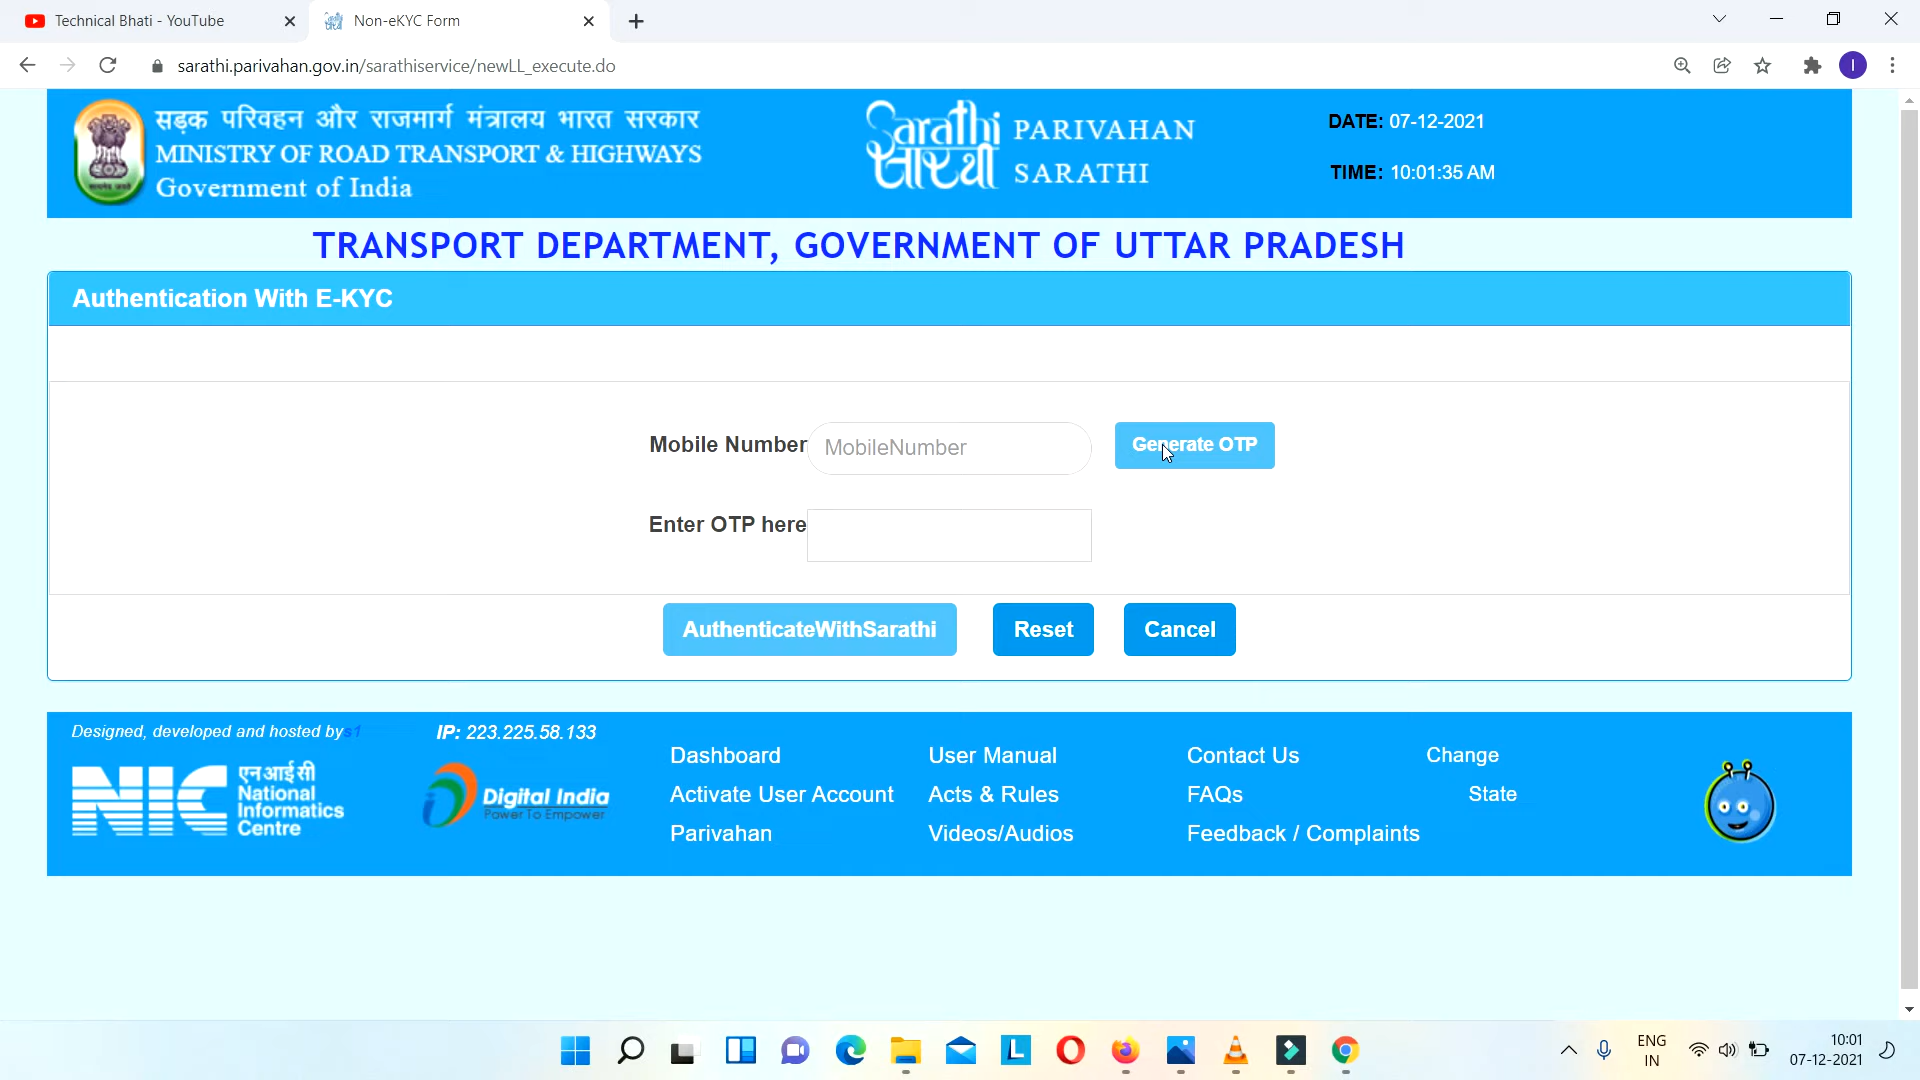 Technical Bhati - YouTube
Non-eKYC Form
sarathi.parivahan.gov.in/sarathiservice/newLL_execute.do
I
सड़क परिवहन और राजमार्ग मंत्रालय भारत सरकार
MINISTRY OF ROAD TRANSPORT & HIGHWAYS
Government of India
Sarathi
सारथी
PARIVAHAN
SARATHI
DATE: 07-12-2021
TIME: 10:01:35 AM
TRANSPORT DEPARTMENT, GOVERNMENT OF UTTAR PRADESH
Authentication With E-KYC
Mobile Number
MobileNumber
Generate OTP
Enter OTP here
AuthenticateWithSarathi
Reset
Cancel
Designed, developed and hosted by s1
IP: 223.225.58.133
NIC
एनआईसी
National
Informatics
Centre
Digital India
Power To Empower
Dashboard
User Manual
Contact Us
Change
State
Activate User Account
Acts & Rules
FAQs
Parivahan
Videos/Audios
Feedback / Complaints
L
ENG
IN
10:01
07-12-2021